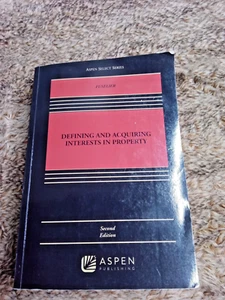 ASPEN SELECT SERIES
DEFINING AND ACQUIRING
INTERESTS IN PROPERTY
Second
Edition
ASPEN
PUBLISHING